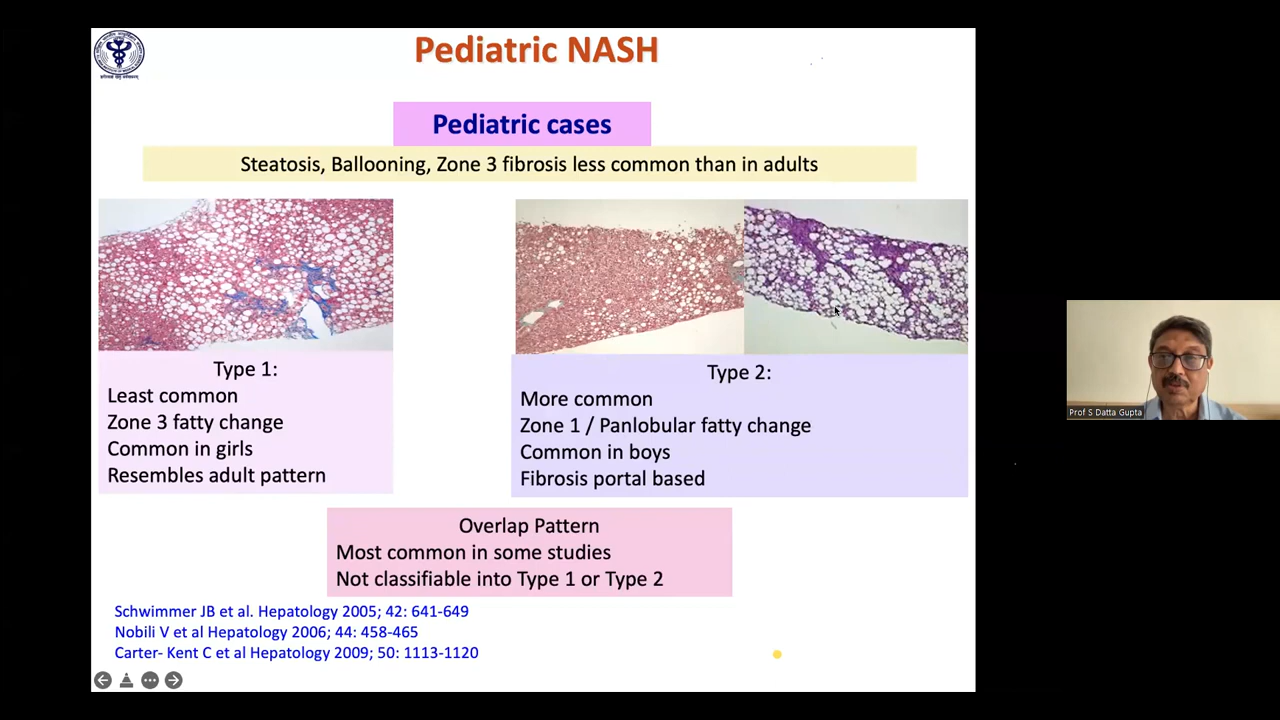 Pediatric NASH
Pediatric cases
Steatosis, Ballooning, Zone 3 fibrosis less common than in adults
Type 1:
Least common
Zone 3 fatty change
Common in girls
Resembles adult pattern
Type 2:
More common
Zone 1 / Panlobular fatty change
Common in boys
Fibrosis portal based
Overlap Pattern
Most common in some studies
Not classifiable into Type 1 or Type 2
Schwimmer JB et al. Hepatology 2005; 42: 641-649
Nobili V et al Hepatology 2006; 44: 458-465
Carter- Kent C et al Hepatology 2009; 50: 1113-1120
Prof S Datta Gupta